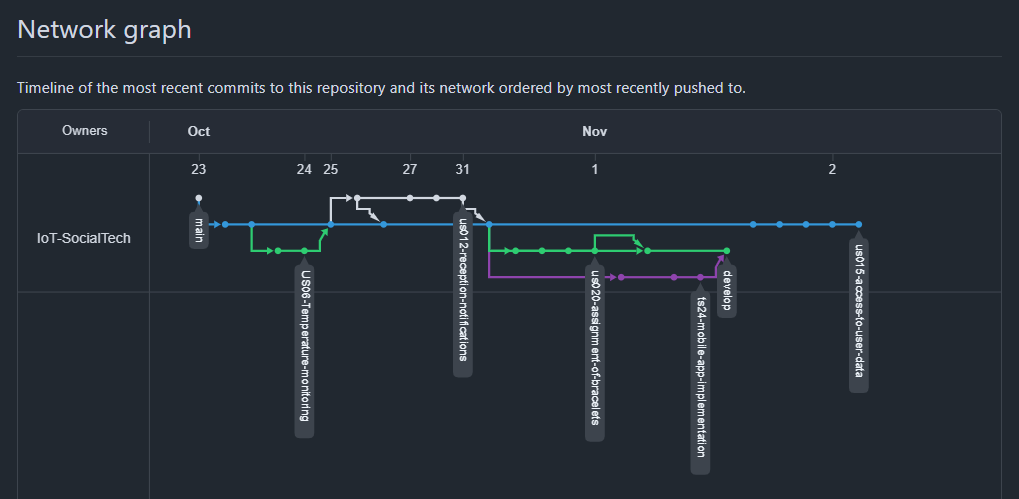 Network graph
Timeline of the most recent commits to this repository and its network ordered by most recently pushed to.
Owners
Oct
Nov
23
24
25
27
31
1
2
IoT-SocialTech
main
US06-Temperature-monitoring
us012-reception-notifications
us020-assignment-of-bracelets
ts24-mobile-app-implementation
develop
us015-access-to-user-data